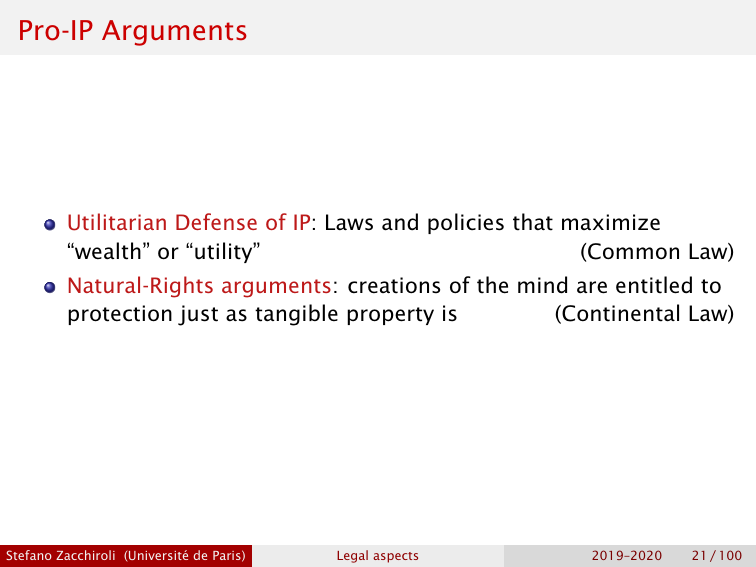 Pro-IP Arguments
Utilitarian Defense of IP: Laws and policies that maximize
“wealth” or “utility” (Common Law)
Natural-Rights arguments: creations of the mind are entitled to
protection just as tangible property is (Continental Law)
Stefano Zacchiroli (Université de Paris) Legal aspects 2019–2020 21 / 100